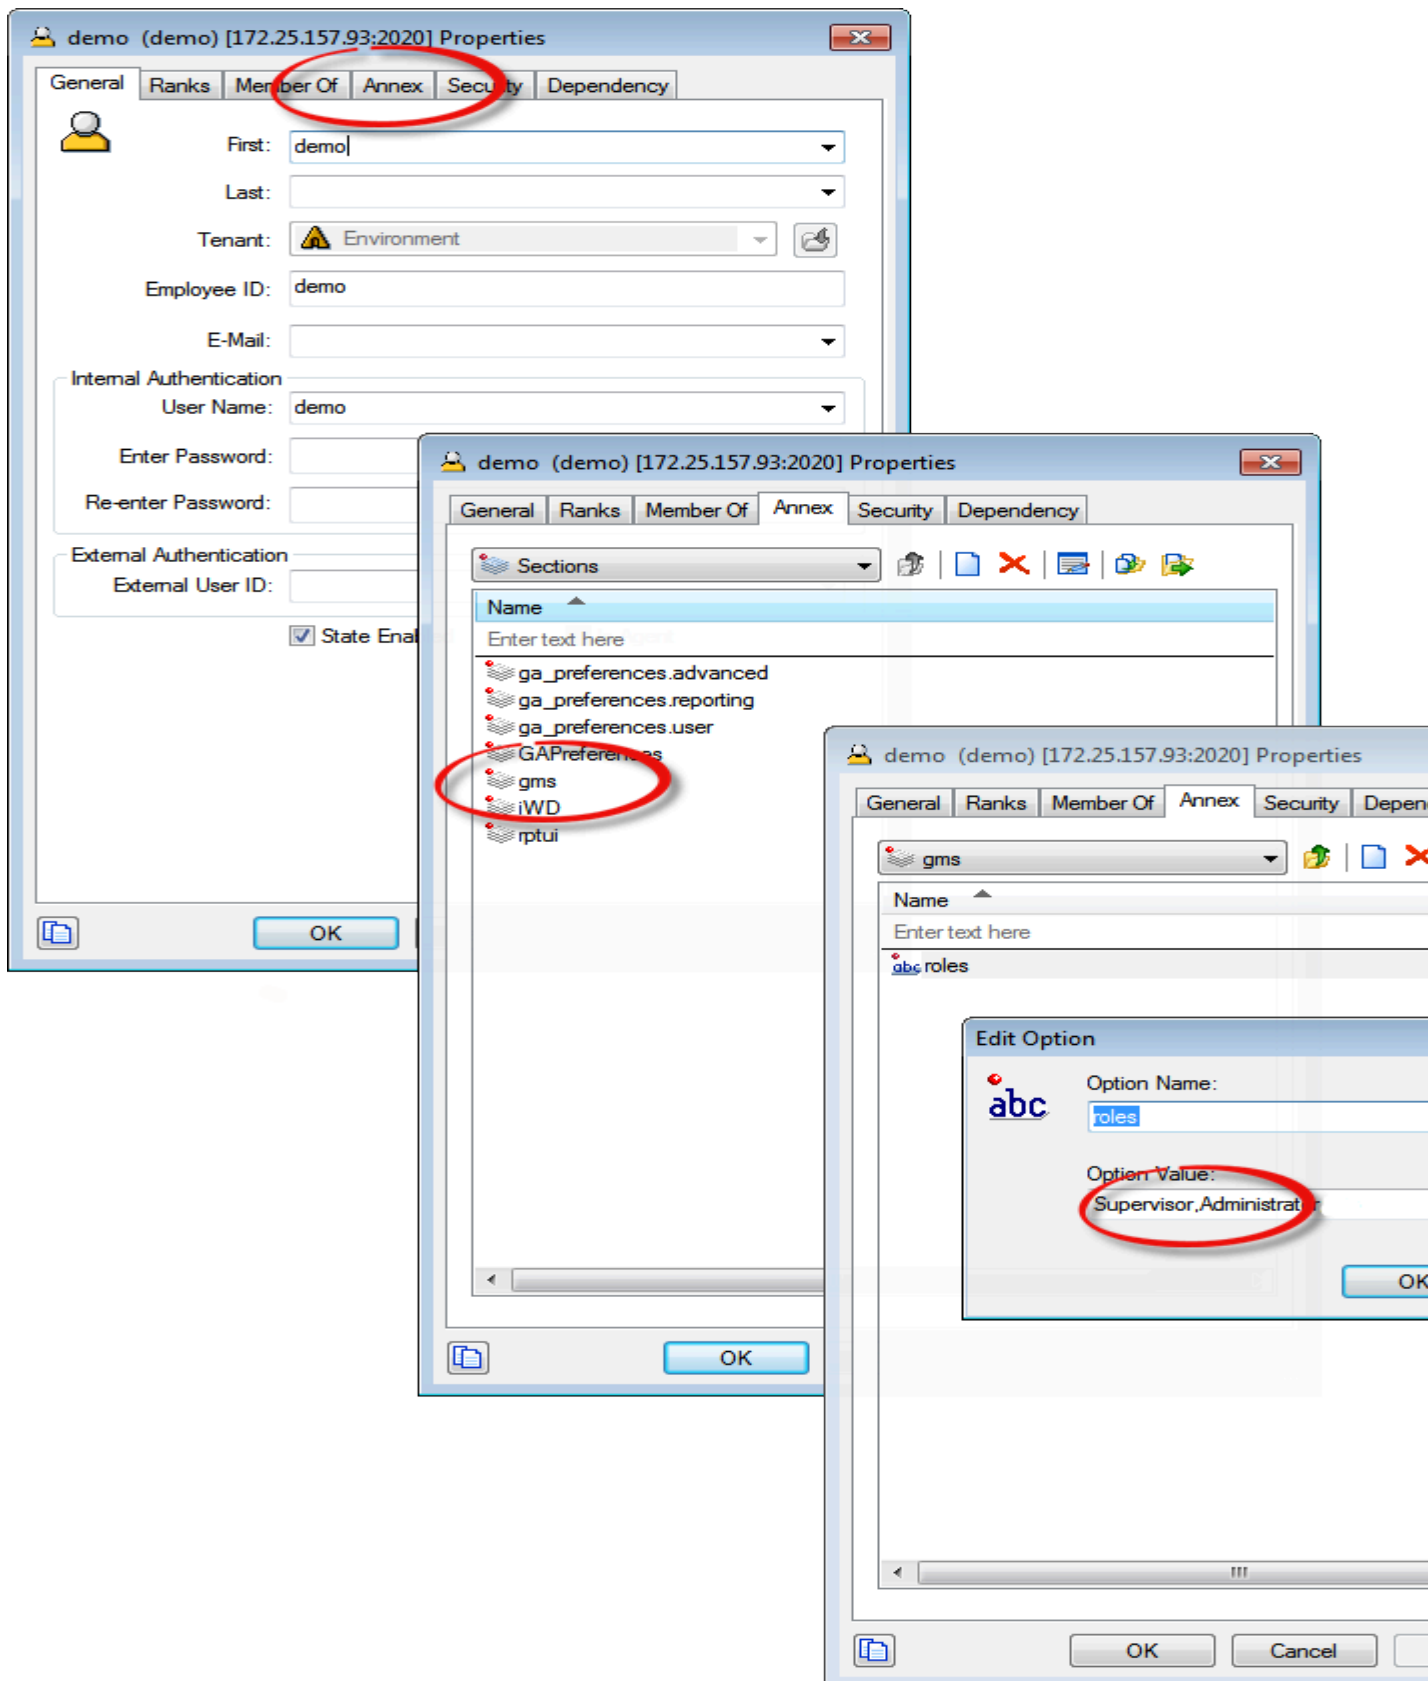 demo (demo) [172.25.157.93:2020] Properties
General Ranks Member Of Annex Security Dependency
First: demo
Last:
Tenant: Environment
Employee ID: demo
E-Mail:
Internal Authentication
User Name: demo
Enter Password:
Re-enter Password:
External Authentication
External User ID:
State Enab
OK
demo (demo) [172.25.157.93:2020] Properties
General Ranks Member Of Annex Security Dependency
Sections
Name
Enter text here
ga_preferences.advanced
ga_preferences.reporting
ga_preferences.user
GAPreferences
gms
iWD
rptui
OK
demo (demo) [172.25.157.93:2020] Properties
General Ranks Member Of Annex Security Depen
gms
Name
Enter text here
abc roles
Edit Option
abc
Option Name:
roles
Option Value:
Supervisor,Administrator
OK
OK Cancel